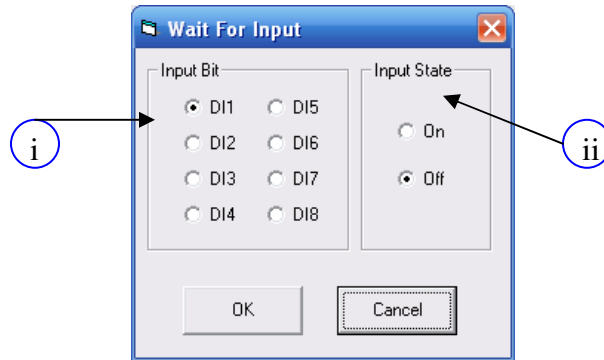 Wait For Input
Input Bit
Input State
DI1 DI5
On
DI2 DI6
DI3 DI7
Off
DI4 DI8
OK Cancel
i
ii